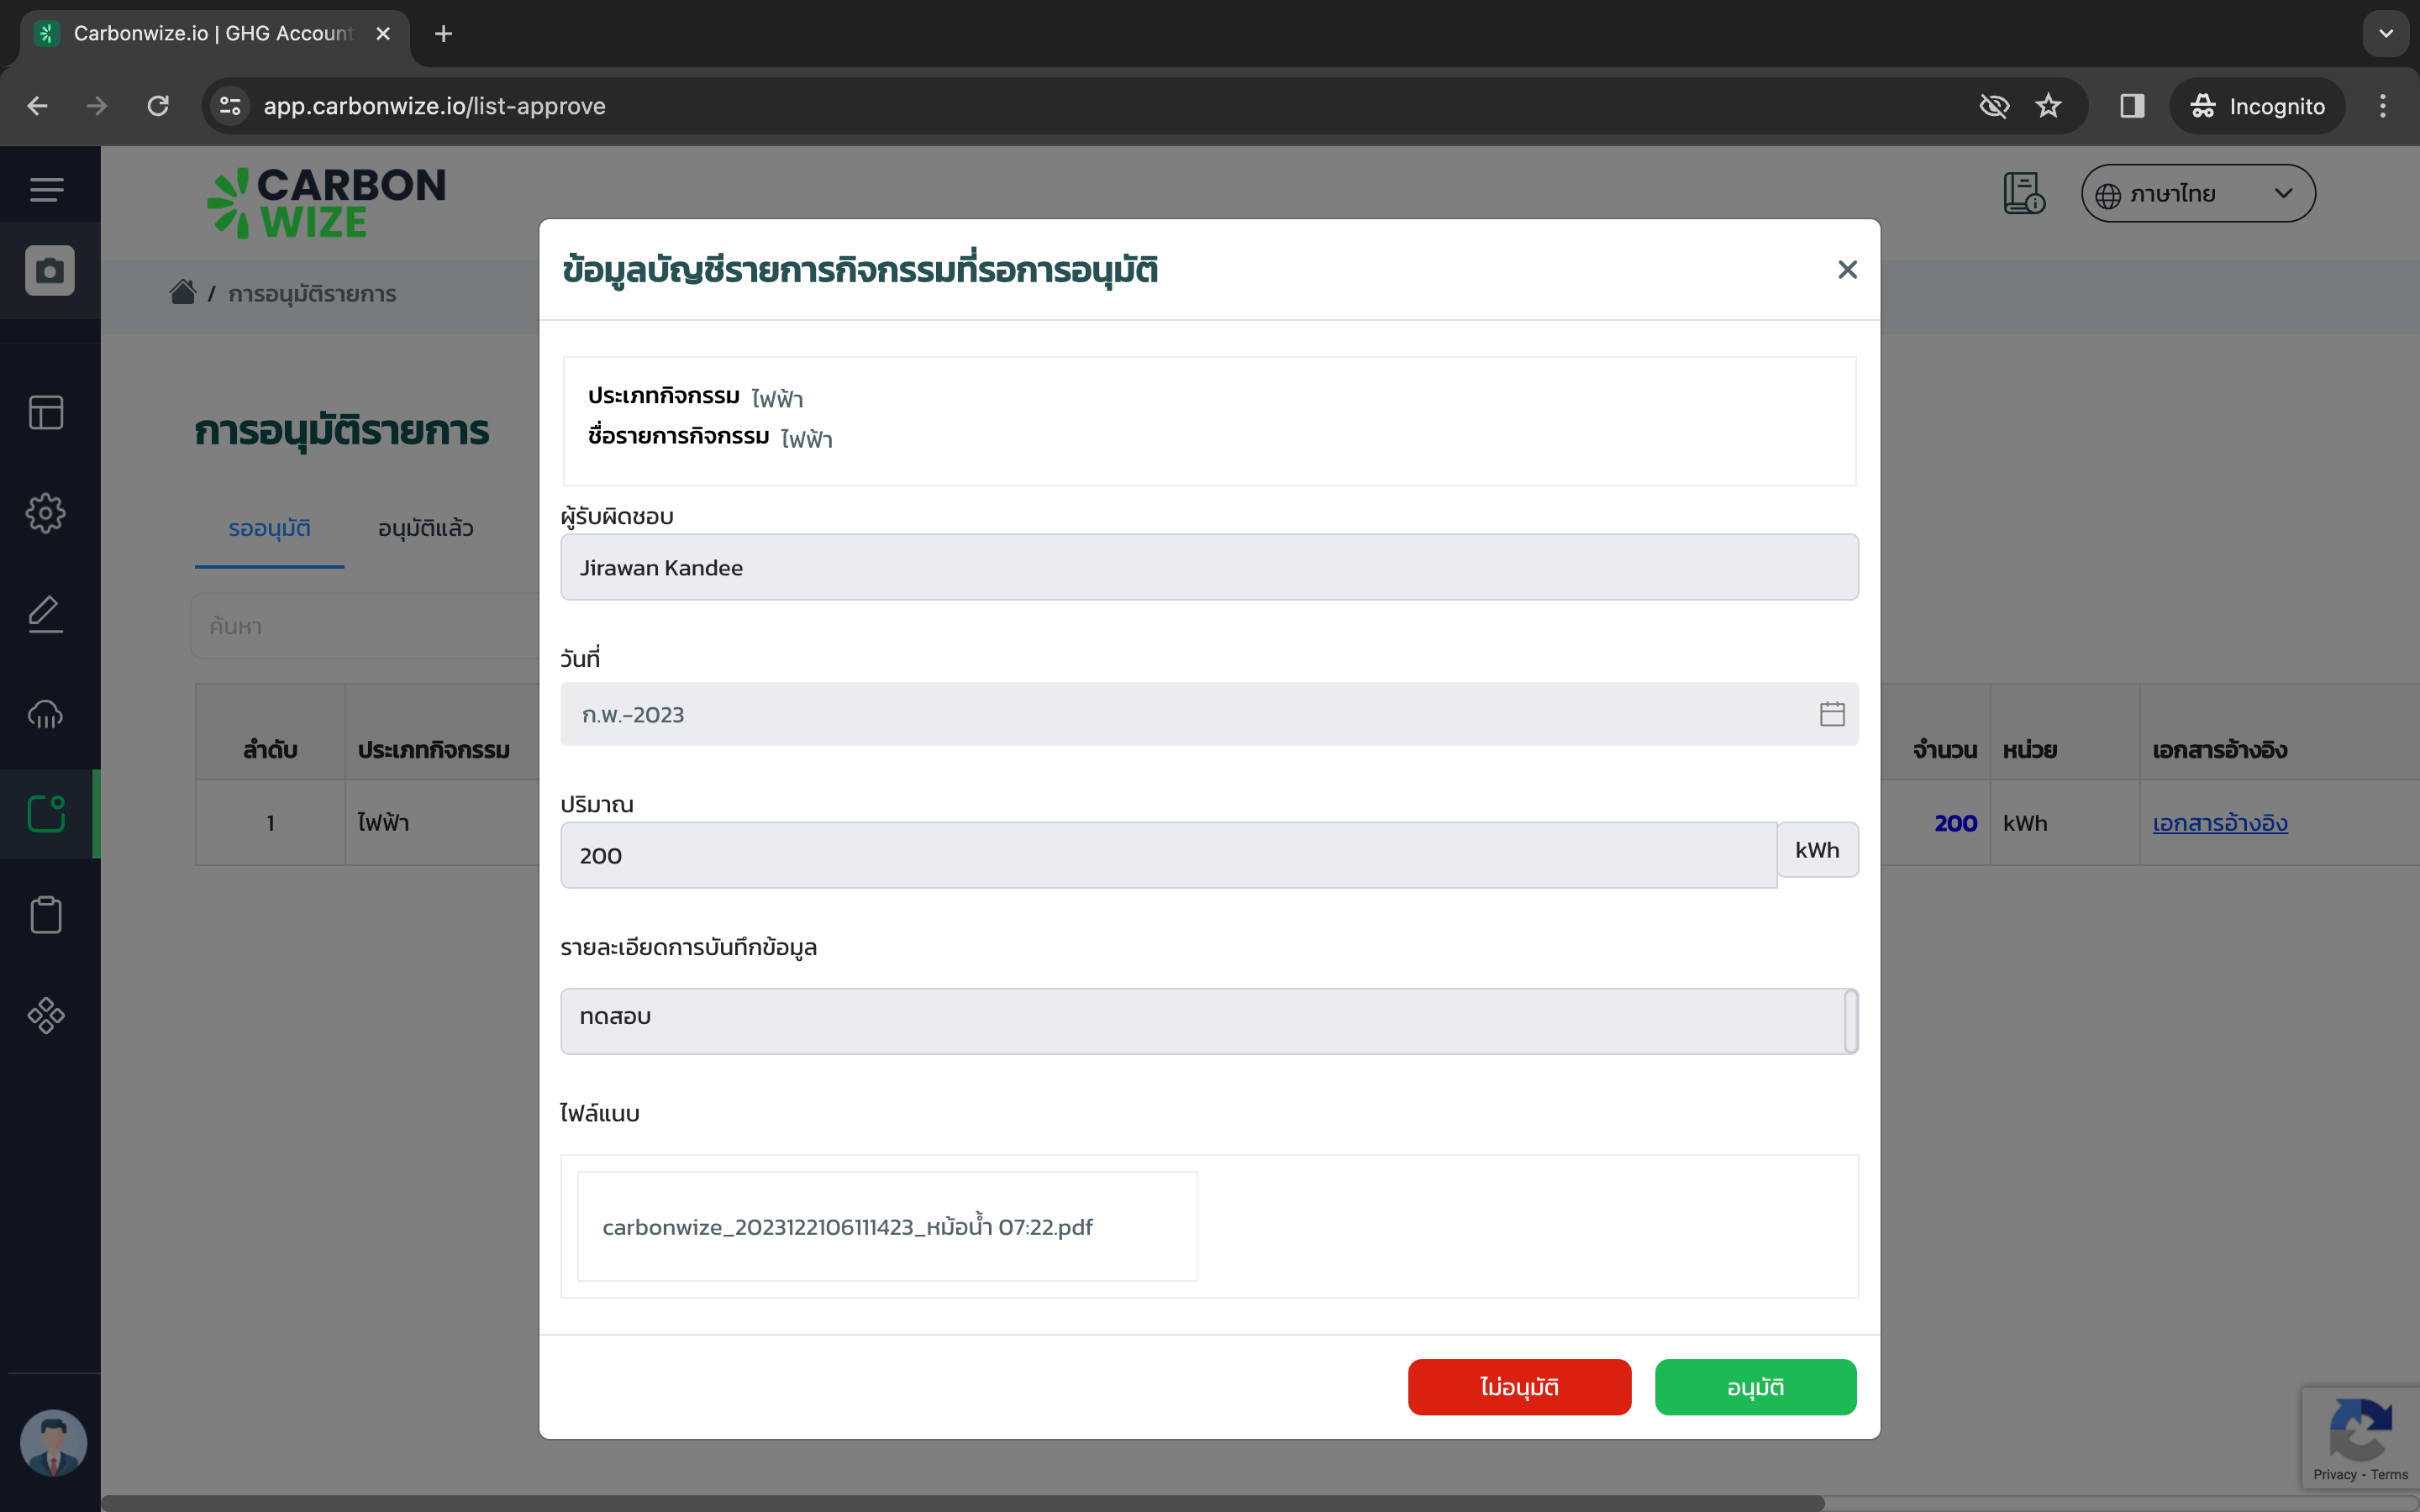 Carbonwize.io | GHG Account
app.carbonwize.io/list-approve
Incognito
CARBON
WIZE
ภาษาไทย
/ การอนุมัติรายการ
การอนุมัติรายการ
รออนุมัติ อนุมัติแล้ว
ค้นหา
ลำดับ ประเภทกิจกรรม จำนวน หน่วย เอกสารอ้างอิง
1 ไฟฟ้า 200 kWh เอกสารอ้างอิง
ข้อมูลบัญชีรายการกิจกรรมที่รอการอนุมัติ
ประเภทกิจกรรม ไฟฟ้า
ชื่อรายการกิจกรรม ไฟฟ้า
ผู้รับผิดชอบ
Jirawan Kandee
วันที่
ก.พ.-2023
ปริมาณ
200 kWh
รายละเอียดการบันทึกข้อมูล
ทดสอบ
ไฟล์แนบ
carbonwize_2023122106111423_หม้อน้ำ 07:22.pdf
ไม่อนุมัติ อนุมัติ
Privacy - Terms